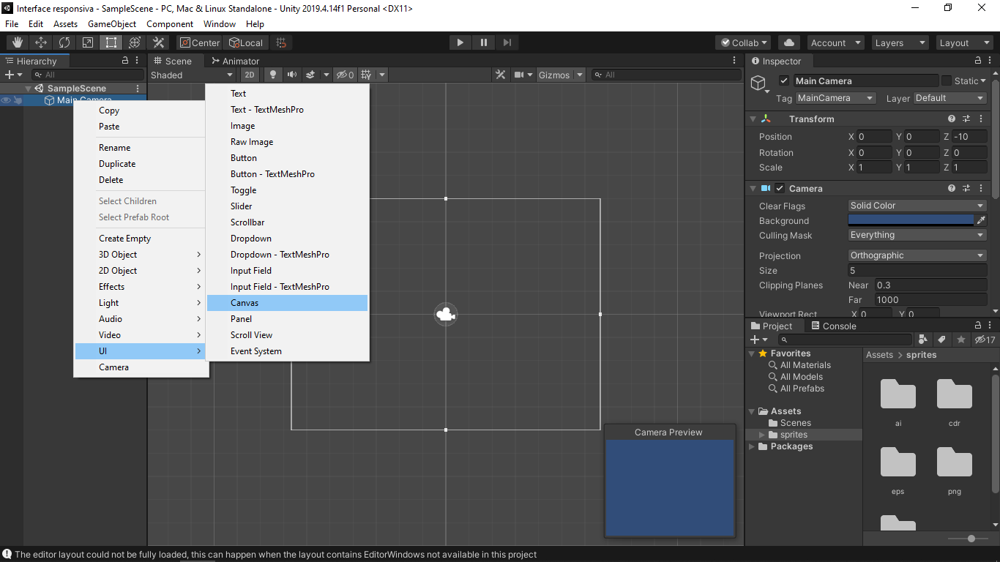 Interface responsiva - SampleScene - PC, Mac & Linux Standalone - Unity 2019.4.14f1 Personal <DX11>
File Edit Assets GameObject Component Window Help
Center Local Collab Account Layers Layout
Hierarchy
All
SampleScene
Main Camera
Copy
Paste
Rename
Duplicate
Delete
Select Children
Select Prefab Root
Create Empty
3D Object
2D Object
Effects
Light
Audio
Video
UI
Camera
Scene Animator
Shaded 2D 0 Gizmos All
Text
Text - TextMeshPro
Image
Raw Image
Button
Button - TextMeshPro
Toggle
Slider
Scrollbar
Dropdown
Dropdown - TextMeshPro
Input Field
Input Field - TextMeshPro
Canvas
Panel
Scroll View
Event System
Camera Preview
Inspector
Main Camera Static
Tag MainCamera Layer Default
Transform
Position X 0 Y 0 Z -10
Rotation X 0 Y 0 Z 0
Scale X 1 Y 1 Z 1
Camera
Clear Flags Solid Color
Background
Culling Mask Everything
Projection Orthographic
Size 5
Clipping Planes Near 0.3
Far 1000
Viewport Rect X 0 Y 0
Project Console
17
Favorites
All Materials
All Models
All Prefabs
Assets
Scenes
sprites
Packages
Assets > sprites
ai cdr
eps png
The editor layout could not be fully loaded, this can happen when the layout contains EditorWindows not available in this project